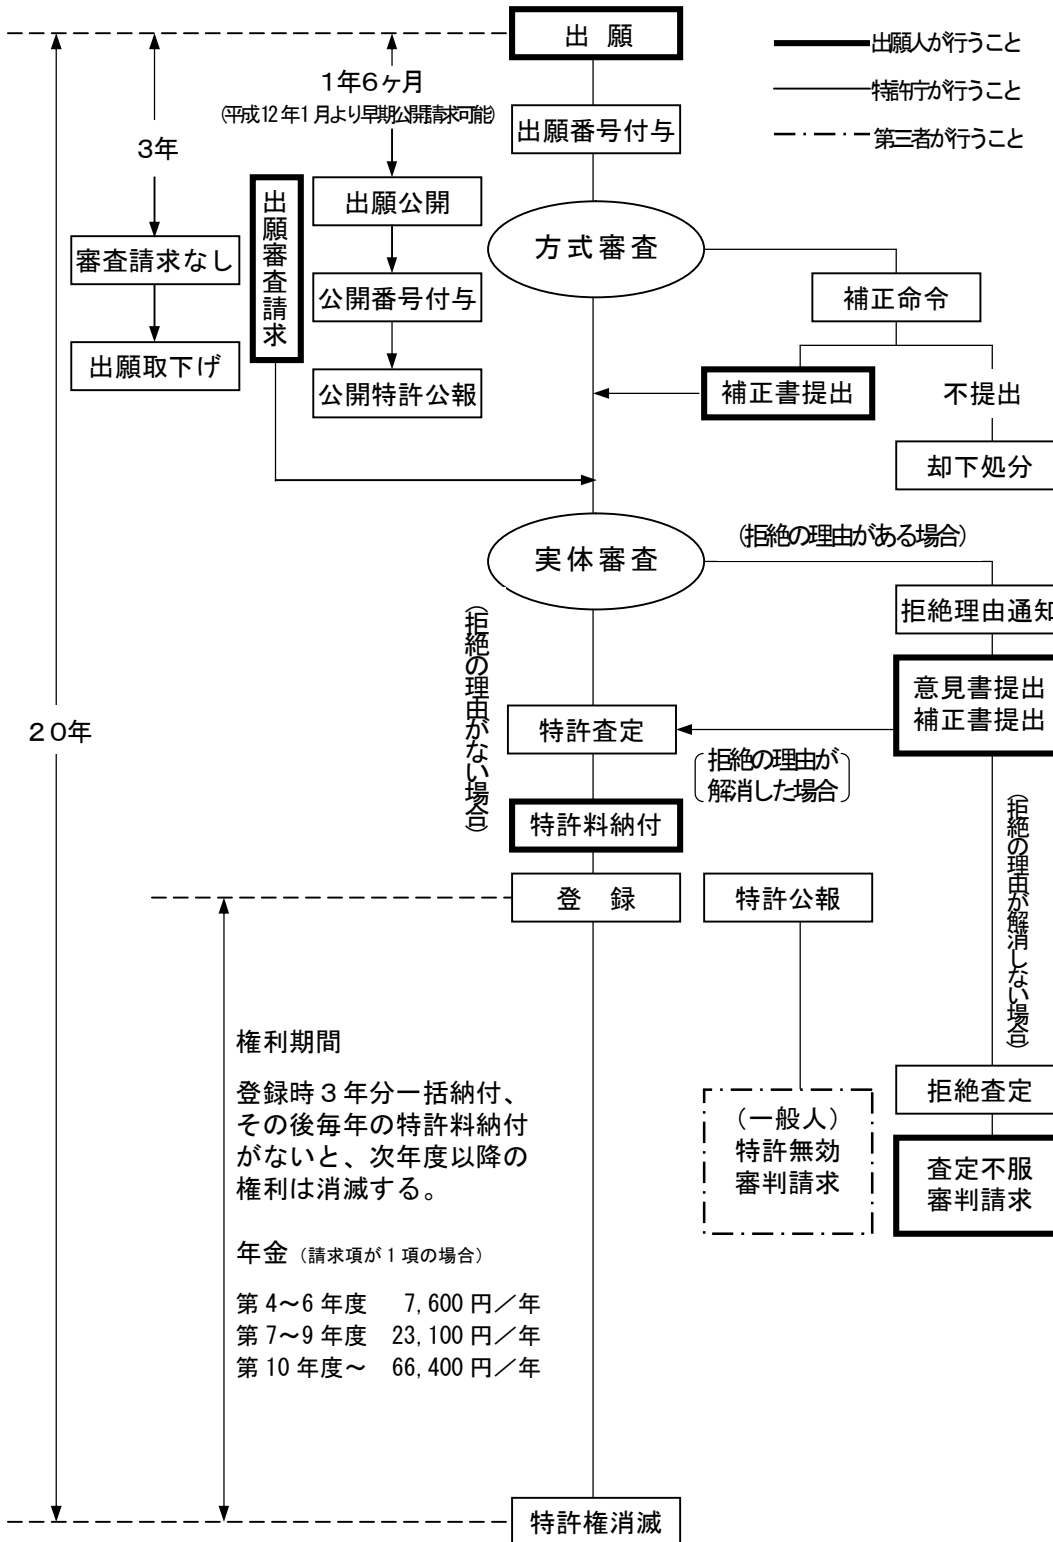 出 願
出願人が行うこと
特許庁が行うこと
第三者が行うこと
1年6ヶ月
(平成12年1月より早期公開請求可能)
3年
出願番号付与
出願審査請求
出願公開
方式審査
審査請求なし
公開番号付与
補正命令
出願取下げ
公開特許公報
補正書提出
不提出
却下処分
(拒絶の理由がある場合)
実体審査
拒絶理由通知
(拒絶の理由がない場合)
意見書提出
補正書提出
20年
特許査定
拒絶の理由が
解消した場合
特許料納付
(拒絶の理由が解消しない場合)
登 録
特許公報
権利期間
登録時3年分一括納付、
その後毎年の特許料納付
がないと、次年度以降の
権利は消滅する。
拒絶査定
(一般人)
特許無効
審判請求
査定不服
審判請求
年金 (請求項が1項の場合)
第4~6年度 7,600円/年
第7~9年度 23,100円/年
第10年度~ 66,400円/年
特許権消滅